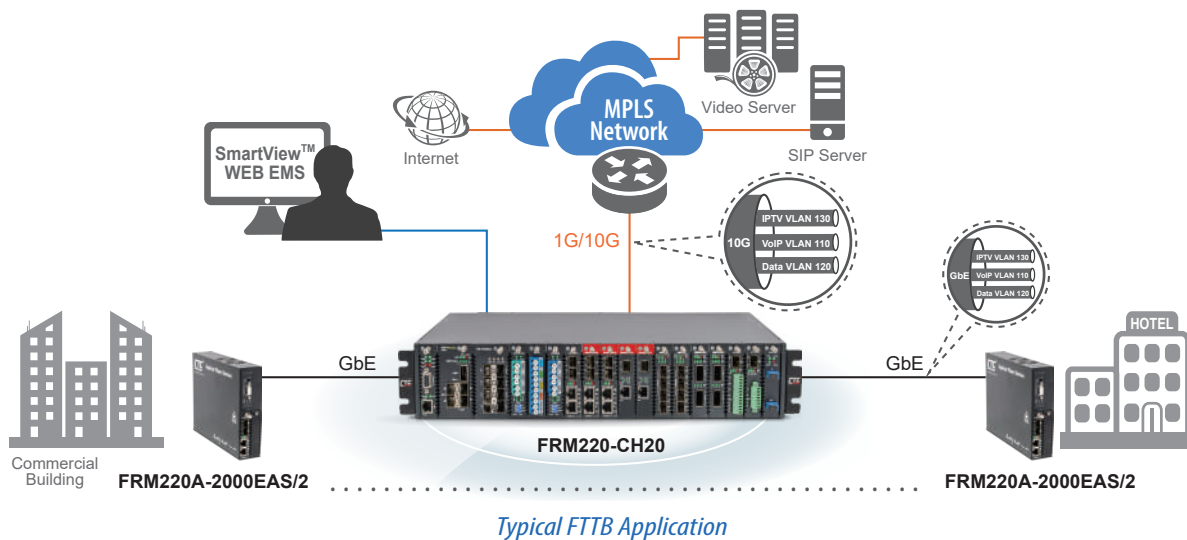 Video Server
MPLS
Network
SmartView™
WEB EMS
Internet
SIP Server
1G/10G
10G
IPTV VLAN 130
VoIP VLAN 110
Data VLAN 120
GbE
IPTV VLAN 130
VoIP VLAN 110
Data VLAN 120
HOTEL
GbE
GbE
CTS
CTS
FRM220-CH20
Commercial
Building
FRM220A-2000EAS/2
FRM220A-2000EAS/2
Typical FTTB Application